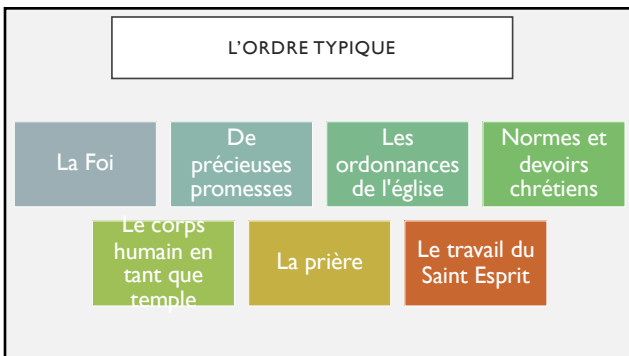 L'ORDRE TYPIQUE
La Foi
De
précieuses
promesses
Les
ordonnances
de l'église
Normes et
devoirs
chrétiens
Le corps
humain en
tant que
temple
La prière
Le travail du
Saint Esprit